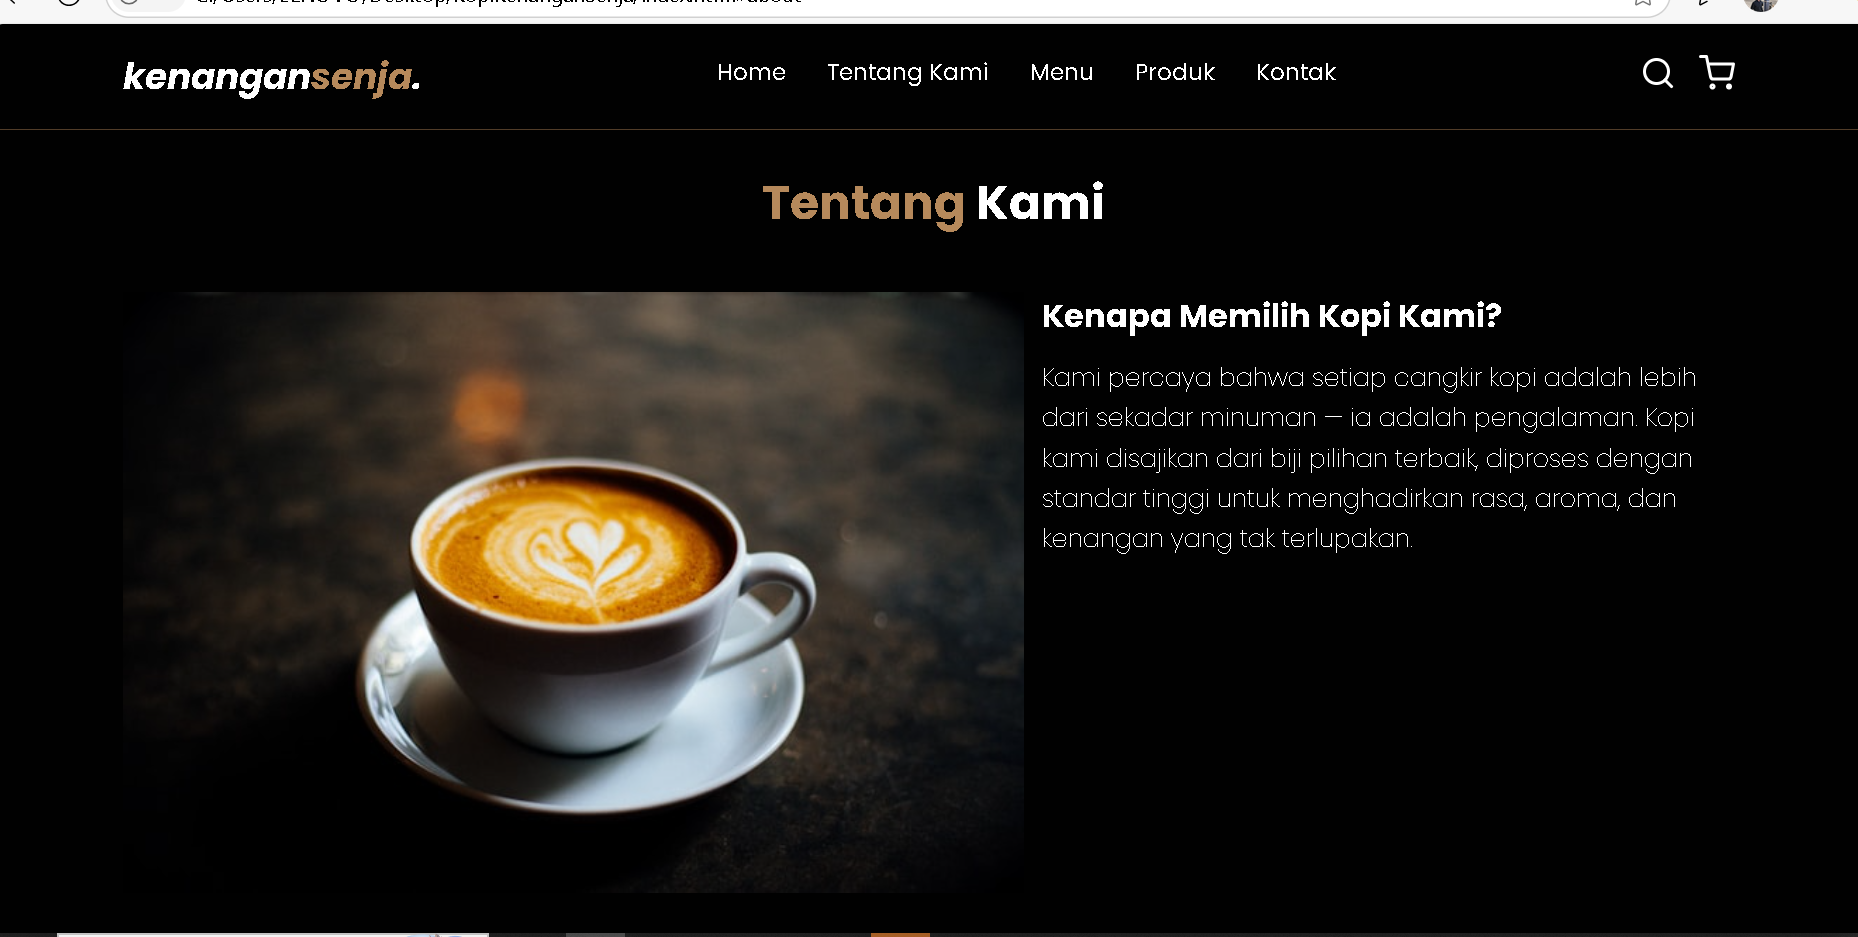 kenangansenja.
Home Tentang Kami Menu Produk Kontak
Tentang Kami
Kenapa Memilih Kopi Kami?
Kami percaya bahwa setiap cangkir kopi adalah lebih
dari sekadar minuman — ia adalah pengalaman. Kopi
kami disajikan dari biji pilihan terbaik, diproses dengan
standar tinggi untuk menghadirkan rasa, aroma, dan
kenangan yang tak terlupakan.